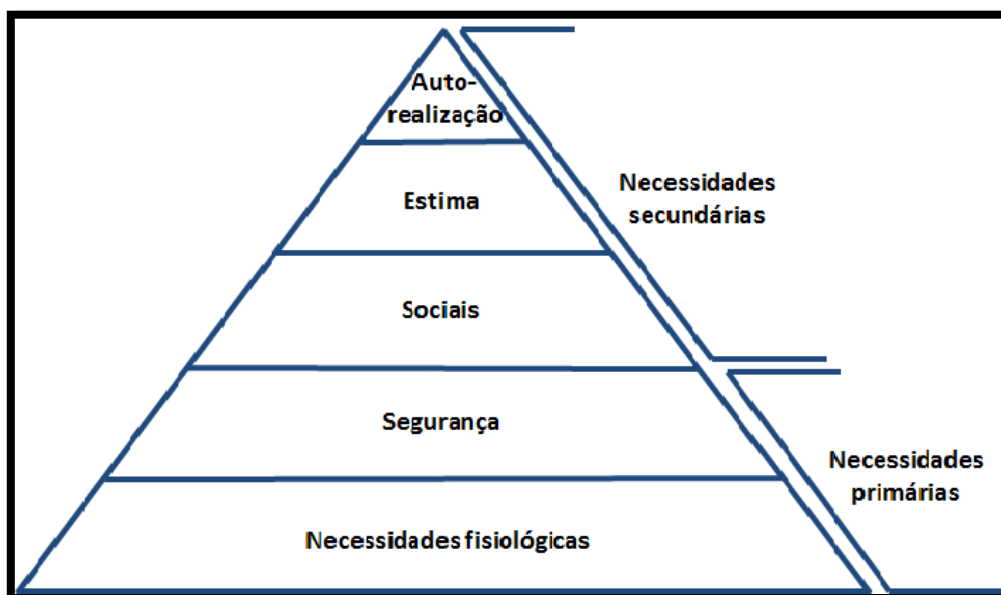 Auto-
realização
Estima
Necessidades
secundárias
Sociais
Segurança
Necessidades
primárias
Necessidades fisiológicas